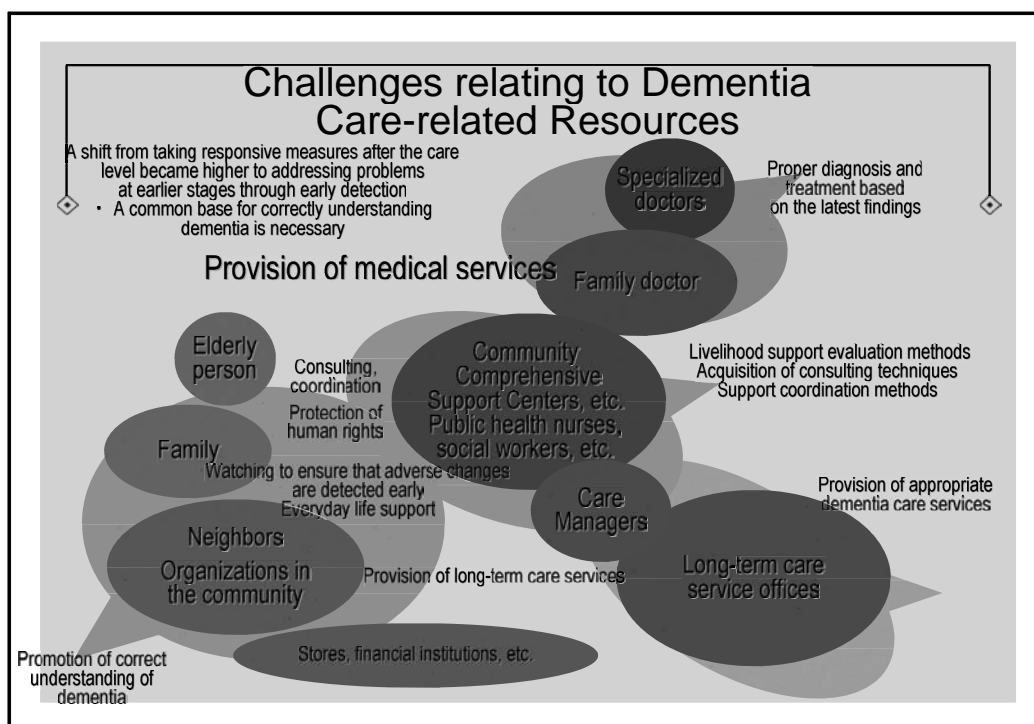 Challenges relating to Dementia
Care-related Resources
A shift from taking responsive measures after the care
level became higher to addressing problems
at earlier stages through early detection
・ A common base for correctly understanding
dementia is necessary
Specialized
doctors
Proper diagnosis and
treatment based
on the latest findings
Provision of medical services
Family doctor
Elderly
person
Consulting,
coordination
Protection of
human rights
Community
Comprehensive
Support Centers, etc.
Public health nurses,
social workers, etc.
Livelihood support evaluation methods
Acquisition of consulting techniques
Support coordination methods
Family
Watching to ensure that adverse changes
are detected early
Everyday life support
Care
Managers
Provision of appropriate
dementia care services
Neighbors
Organizations in
the community
Provision of long-term care services
Long-term care
service offices
Stores, financial institutions, etc.
Promotion of correct
understanding of
dementia